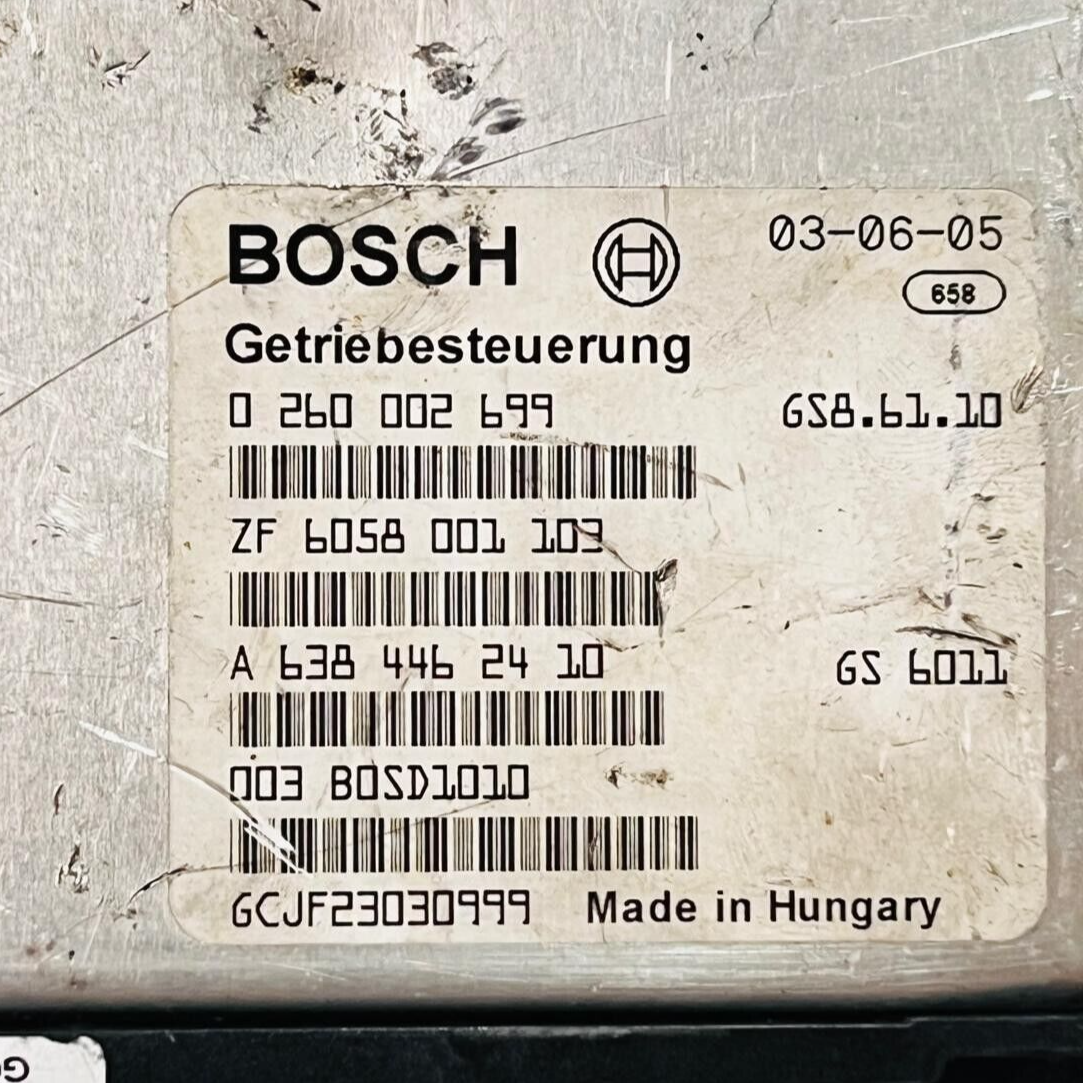 BOSCH 03-06-05
658
Getriebesteuerung
0 260 002 699 GS8.61.10
ZF 6058 001 103
A 638 446 24 10 GS 6011
003 BOSD1010
GCJF23030999 Made in Hungary